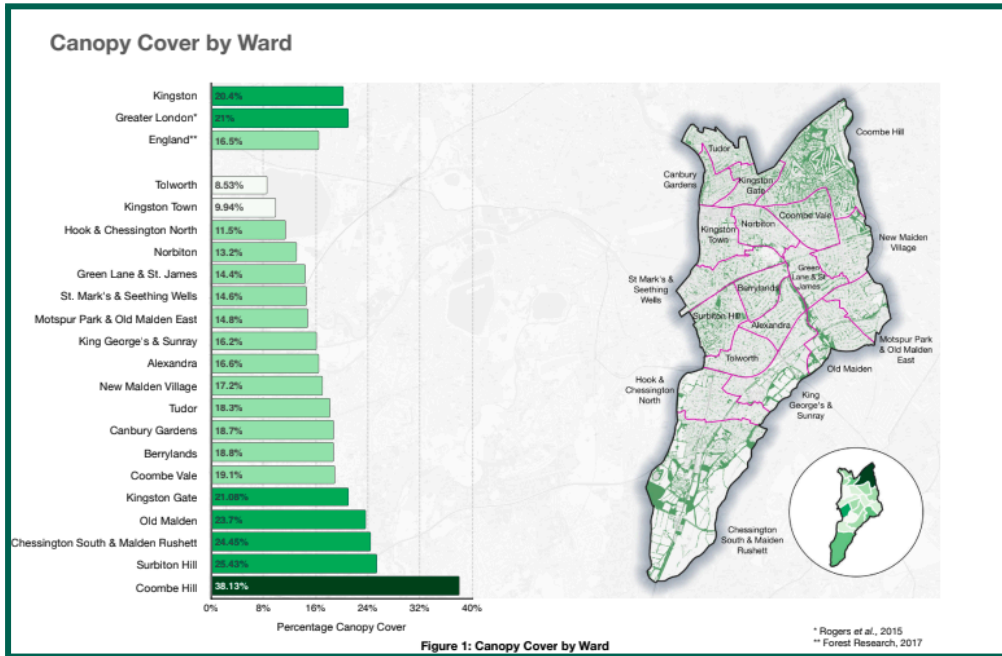 Canopy Cover by Ward
Kingston 20.4%
Greater London* 21%
England** 16.5%
Tolworth 8.53%
Kingston Town 9.94%
Hook & Chessington North 11.5%
Norbiton 13.2%
Green Lane & St. James 14.4%
St. Mark's & Seething Wells 14.6%
Motspur Park & Old Malden East 14.8%
King George's & Sunray 16.2%
Alexandra 16.6%
New Malden Village 17.2%
Tudor 18.3%
Canbury Gardens 18.7%
Berrylands 18.8%
Coombe Vale 19.1%
Kingston Gate 21.08%
Old Malden 23.7%
Chessington South & Malden Rushett 24.45%
Surbiton Hill 25.43%
Coombe Hill 38.13%
0% 8% 16% 24% 32% 40%
Percentage Canopy Cover
Coombe Hill
Tudor
Canbury
Gardens
Kingston
Gate
Coombe Vale
Norbiton
Kingston
Town
New Malden
Village
St Mark's &
Seething
Wells
Green
Lane & St
James
Berrylands
Surbiton Hill
Alexandra
Motspur Park
& Old Malden
East
Tolworth
Old Malden
Hook &
Chessington
North
King
George's &
Sunray
Chessington
South & Malden
Rushett
* Rogers et al., 2015
** Forest Research, 2017
Figure 1: Canopy Cover by Ward